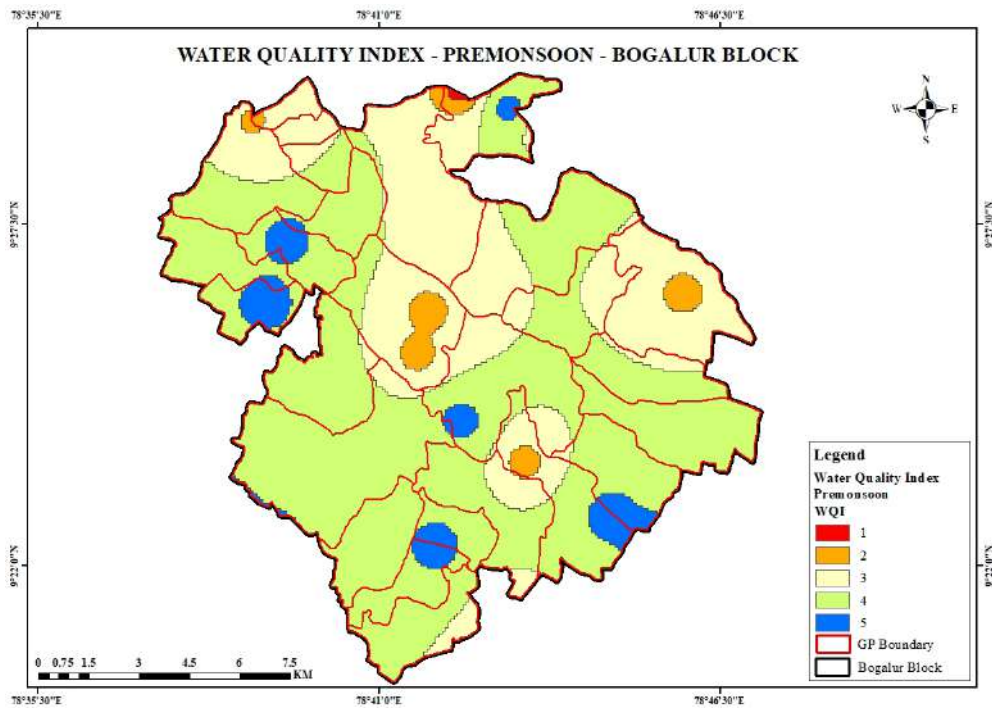 78°35'30"E 78°41'0"E 78°46'30"E
WATER QUALITY INDEX - PREMONSOON - BOGALUR BLOCK
N
W E
S
9°27'30"N 9°27'30"N
Legend
Water Quality Index
Premonsoon
WQI
1
2
3
4
5
GP Boundary
Bogalur Block
9°22'0"N 9°22'0"N
0 0.75 1.5 3 4.5 6 7.5
KM
78°35'30"E 78°41'0"E 78°46'30"E